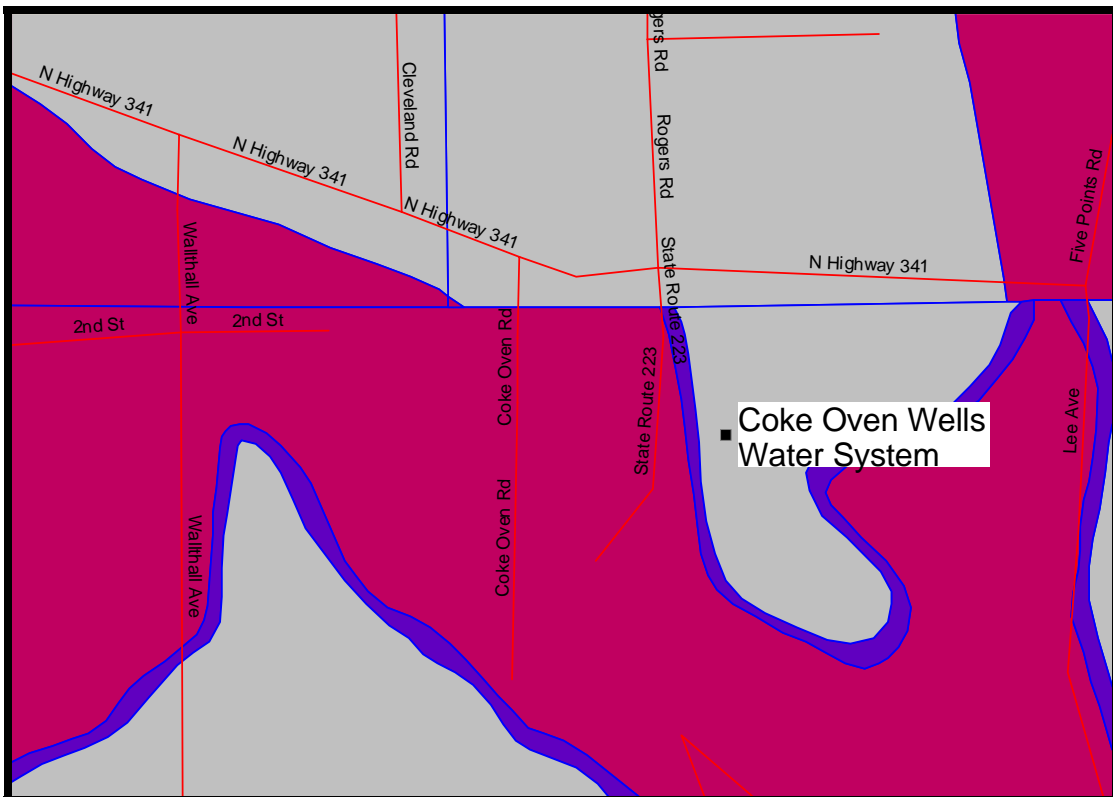 gers Rd
N Highway 341
Cleveland Rd
N Highway 341
Rogers Rd
N Highway 341
Five Points Rd
Wallthall Ave
State Route 223
N Highway 341
2nd St
2nd St
Coke Oven Rd
State Route 223
Lee Ave
Coke Oven Wells
Water System
Coke Oven Rd
Wallthall Ave